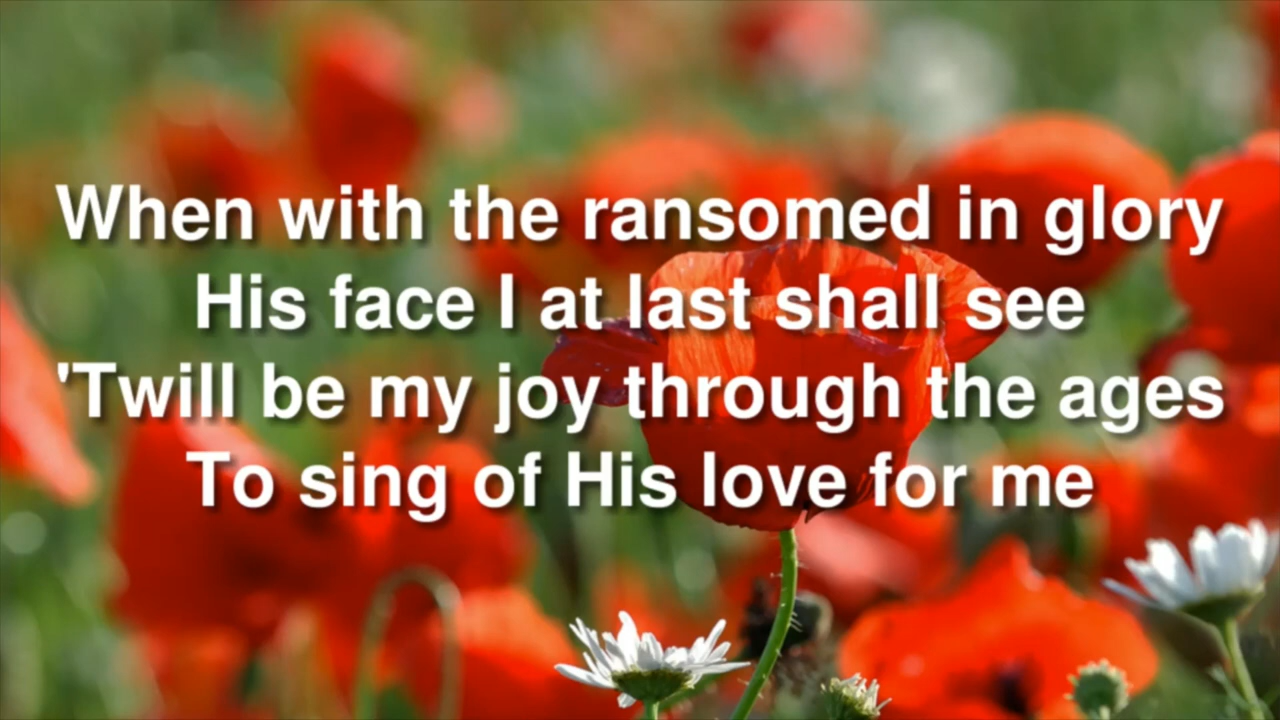 When with the ransomed in glory
His face I at last shall see
'Twill be my joy through the ages
To sing of His love for me